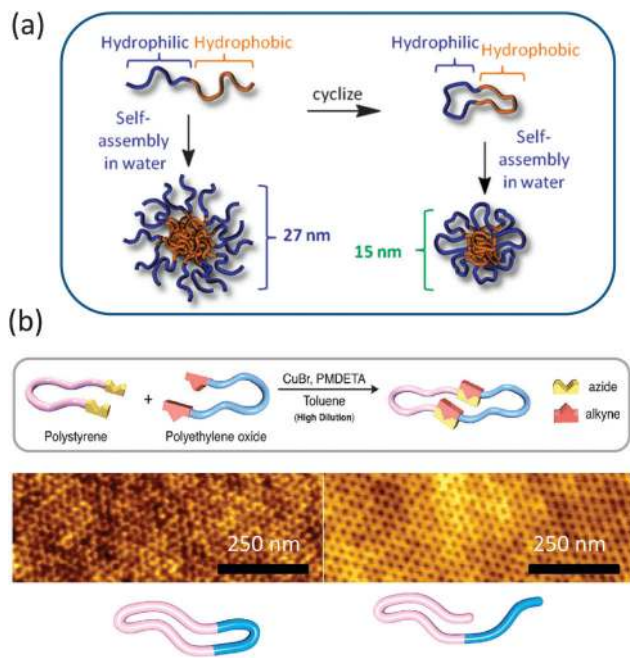 (a)
Hydrophilic Hydrophobic
Hydrophilic Hydrophobic
cyclize
Self-
assembly
in water
Self-
assembly
in water
27 nm
15 nm
(b)
CuBr, PMDETA
Toluene
(High Dilution)
+
Polystyrene
Polyethylene oxide
azide
alkyne
250 nm
250 nm